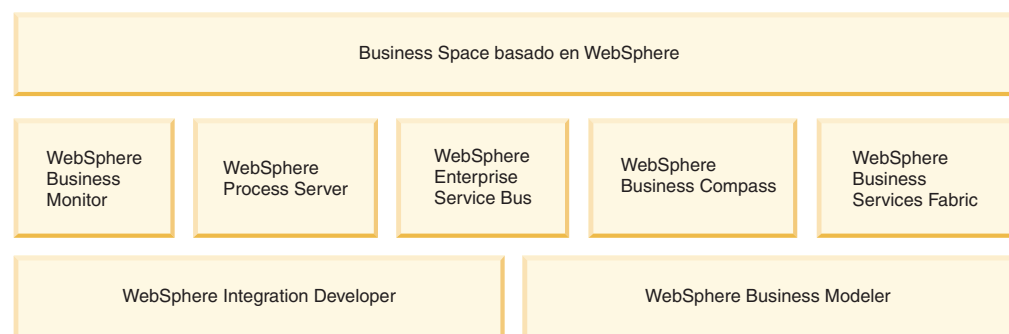 Business Space basado en WebSphere
WebSphere
Business
Monitor
WebSphere
Process Server
WebSphere
Enterprise
Service Bus
WebSphere
Business Compass
WebSphere
Business
Services Fabric
WebSphere Integration Developer
WebSphere Business Modeler